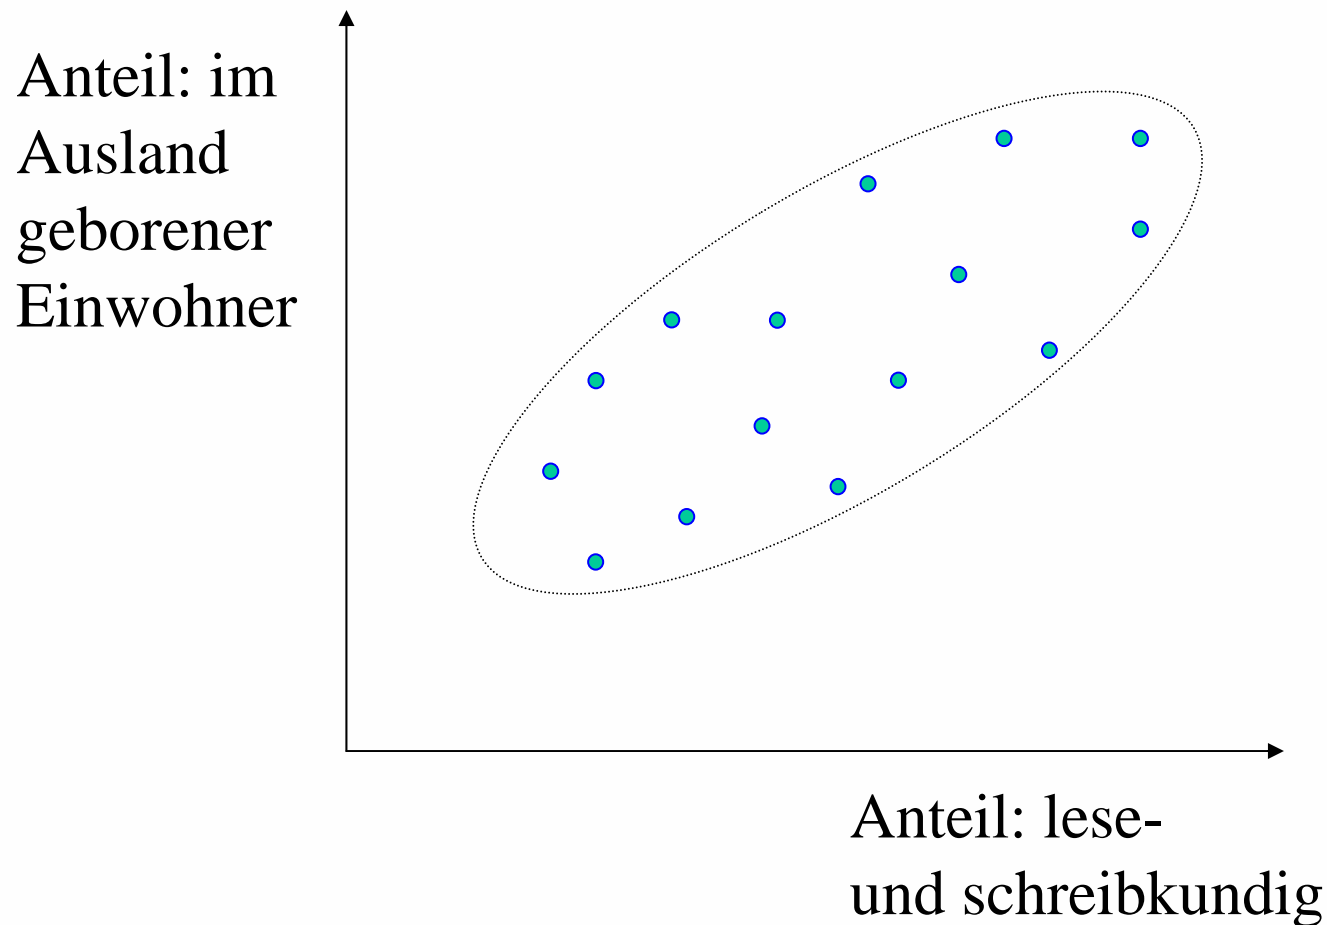 Anteil: im
Ausland
geborener
Einwohner
Anteil: lese-
und schreibkundig